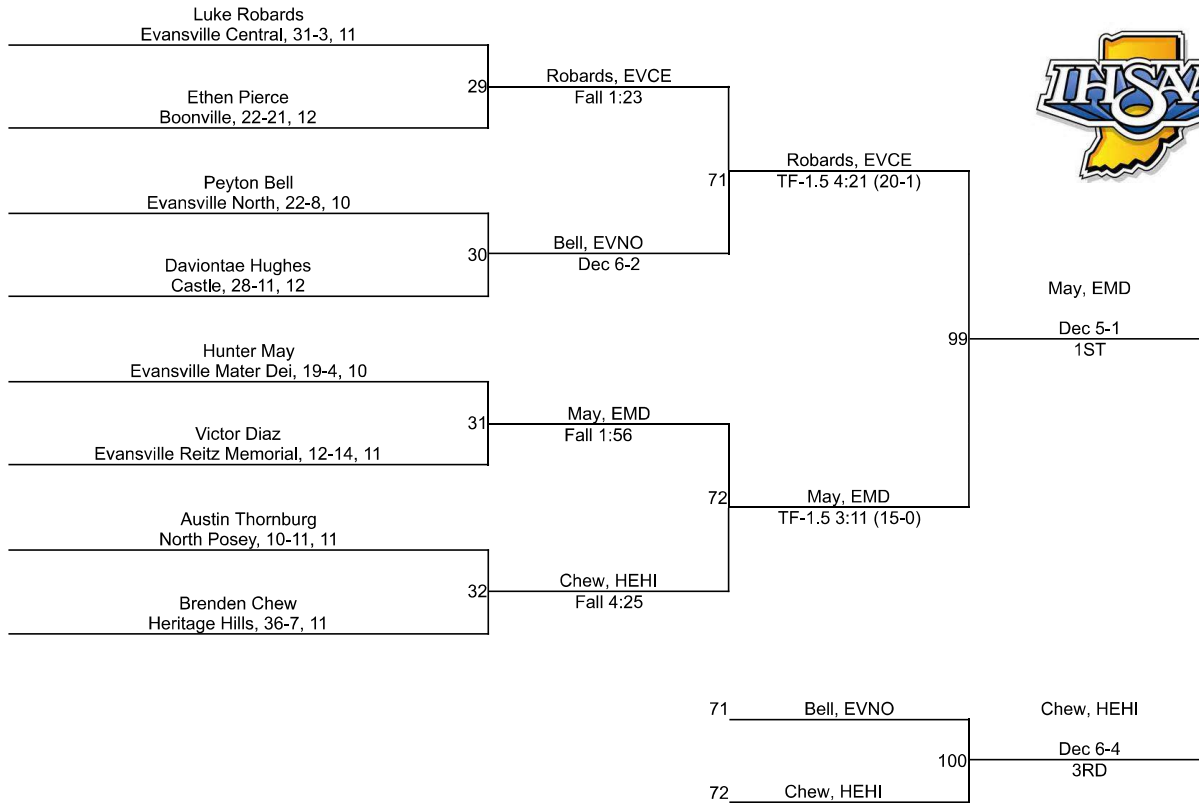 Luke Robards
Evansville Central, 31-3, 11
29
Ethen Pierce
Boonville, 22-21, 12
Robards, EVCE
Fall 1:23
71
Peyton Bell
Evansville North, 22-8, 10
30
Daviontae Hughes
Castle, 28-11, 12
Bell, EVNO
Dec 6-2
Robards, EVCE
TF-1.5 4:21 (20-1)
99
Hunter May
Evansville Mater Dei, 19-4, 10
31
Victor Diaz
Evansville Reitz Memorial, 12-14, 11
May, EMD
Fall 1:56
72
Austin Thornburg
North Posey, 10-11, 11
32
Brenden Chew
Heritage Hills, 36-7, 11
Chew, HEHI
Fall 4:25
May, EMD
TF-1.5 3:11 (15-0)
May, EMD
Dec 5-1
1ST
IHSAA
71
Bell, EVNO
100
72
Chew, HEHI
Chew, HEHI
Dec 6-4
3RD